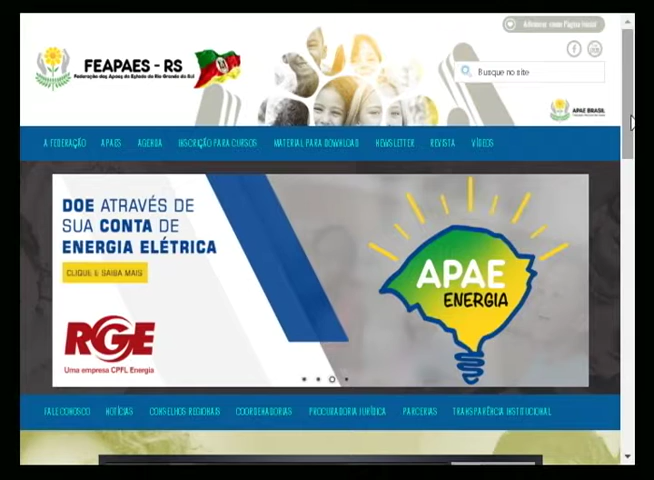 Adicionar nossa Página Inicial
FEAPAES - RS
Federação das Apaes do Estado do Rio Grande do Sul
Busque no site
APAE BRASIL
A FEDERAÇÃO APAES AGENDA INSCRIÇÃO PARA CURSOS MATERIAL PARA DOWNLOAD NEWSLETTER REVISTA VÍDEOS
DOE ATRAVÉS DE
SUA CONTA DE
ENERGIA ELÉTRICA
CLIQUE E SAIBA MAIS
APAE
ENERGIA
RGE
Uma empresa CPFL Energia
FALE CONOSCO NOTÍCIAS CONSELHOS REGIONAIS COORDENADORIAS PROCURADORIA JURÍDICA PARCERIAS TRANSPARÊNCIA INSTITUCIONAL